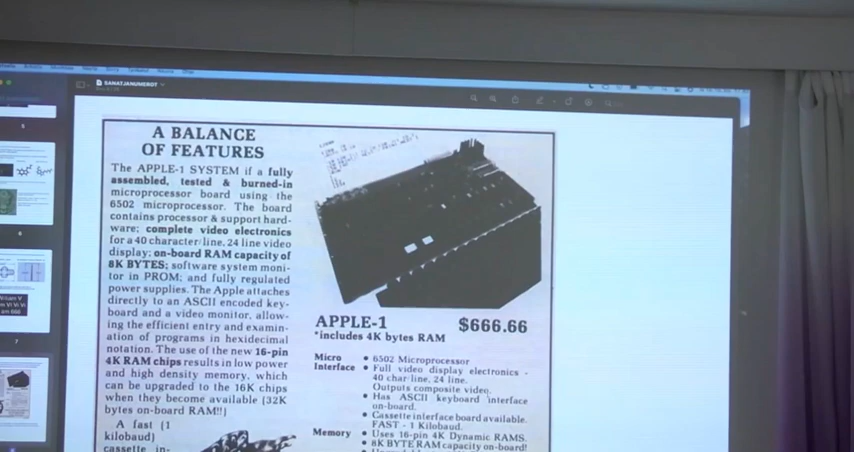 SANATJANUMEROT
A BALANCE
OF FEATURES
The APPLE-1 SYSTEM if a fully
assembled, tested & burned-in
microprocessor board using the
6502 microprocessor. The board
contains processor & support hard-
ware; complete video electronics
for a 40 character/line, 24 line video
display; on-board RAM capacity of
8K BYTES; software system moni-
tor in PROM; and fully regulated
power supplies. The Apple attaches
directly to an ASCII encoded key-
board and a video monitor, allow-
ing the efficient entry and examin-
ation of programs in hexidecimal
notation. The use of the new 16-pin
4K RAM chips results in low power
and high density memory, which
can be upgraded to the 16K chips
when they become available (32K
bytes on-board RAM!!)
A fast (1
kilobaud)
cassette in-
APPLE-1 $666.66
*includes 4K bytes RAM
Micro • 6502 Microprocessor
Interface • Full video display electronics -
40 char/line, 24 line.
Outputs composite video.
• Has ASCII keyboard interface
on-board.
• Cassette interface board available.
FAST - 1 Kilobaud.
Memory • Uses 16-pin 4K Dynamic RAMS.
• 8K BYTE RAM capacity on-board!
5
6
7